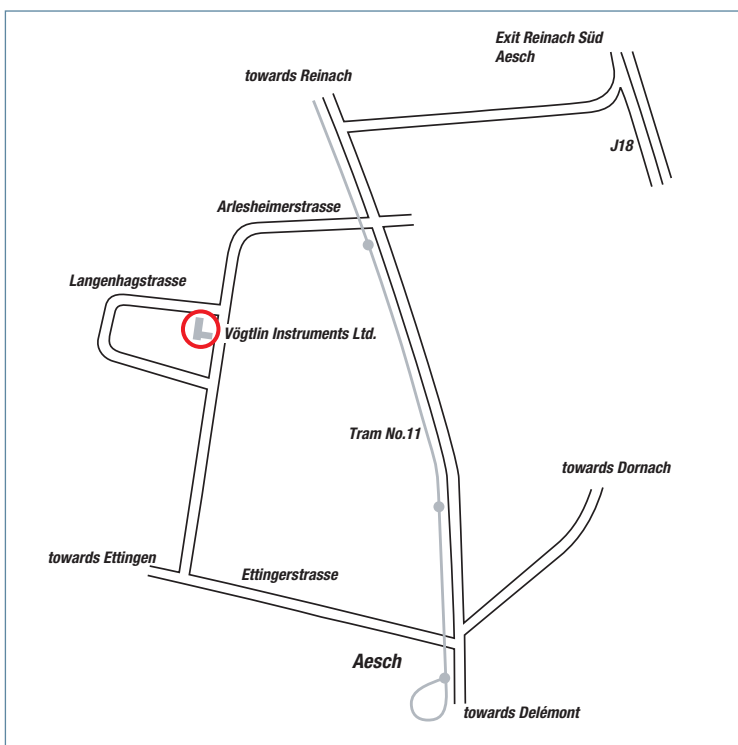 Exit Reinach Süd
Aesch
towards Reinach
J18
Arlesheimerstrasse
Langenhagstrasse
Vögtlin Instruments Ltd.
Tram No.11
towards Dornach
towards Ettingen
Ettingerstrasse
Aesch
towards Delémont